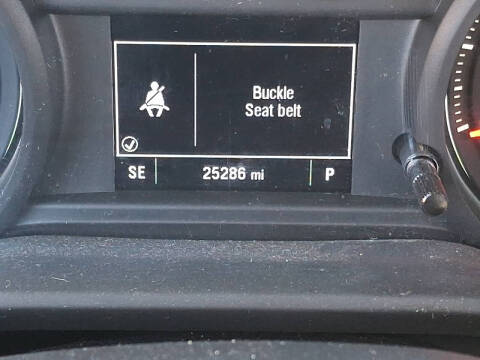 Buckle
Seat belt
SE 25286 mi P